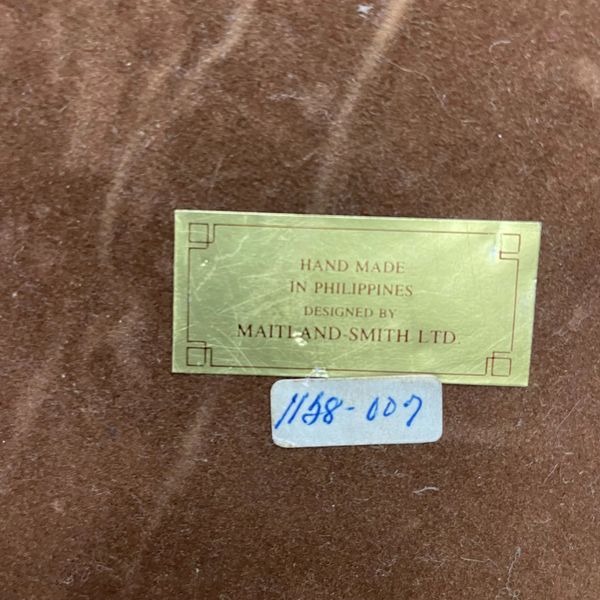 HAND MADE
IN PHILIPPINES
DESIGNED BY
MAITLAND-SMITH LTD.
1158-007